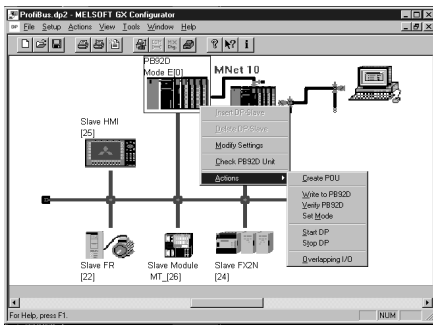 ProfiBus.dp2 - MELSOFT GX Configurator
File Setup Actions View Tools Window Help
PB92D
Mode E[0]
MNet 10
Insert DP-Slave
Delete DP-Slave
Modify Settings
Check PB92D Unit
Actions
Create POU
Write to PB92D
Verify PB92D
Set Mode
Start DP
Stop DP
Overlapping I/O
Slave HMI
[25]
Slave FR
[22]
Slave Module
MT_[26]
Slave FX2N
[24]
For Help, press F1.
NUM